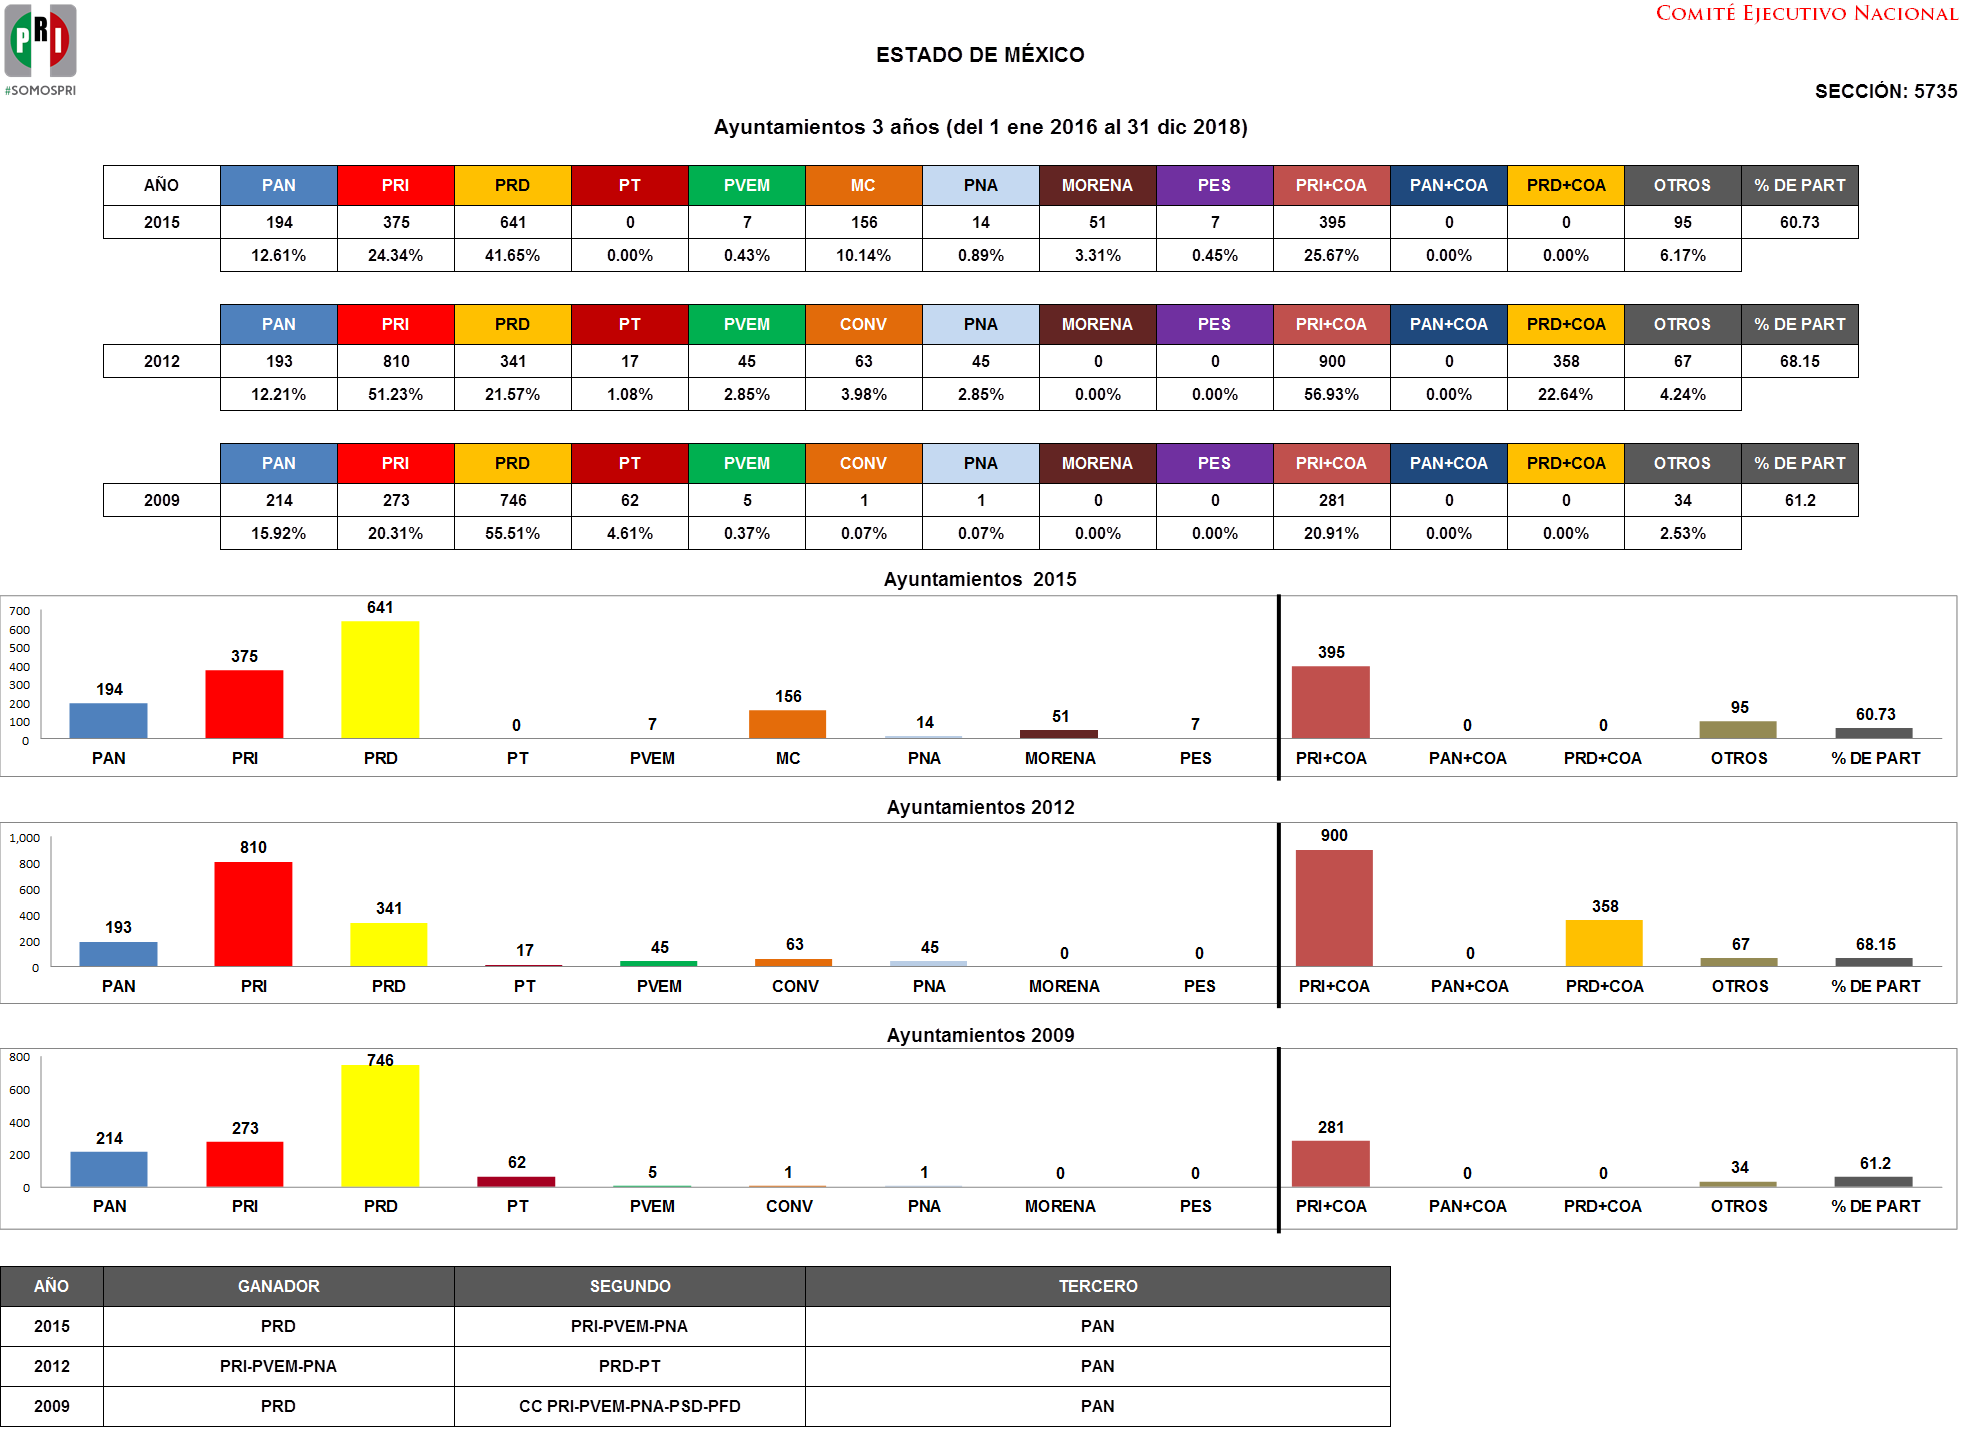 PRI
#SOMOSPRI
COMITÉ EJECUTIVO NACIONAL
ESTADO DE MÉXICO
SECCIÓN: 5735
Ayuntamientos 3 años (del 1 ene 2016 al 31 dic 2018)
AÑO PAN PRI PRD PT PVEM MC PNA MORENA PES PRI+COA PAN+COA PRD+COA OTROS % DE PART
2015 194 375 641 0 7 156 14 51 7 395 0 0 95 60.73
12.61% 24.34% 41.65% 0.00% 0.43% 10.14% 0.89% 3.31% 0.45% 25.67% 0.00% 0.00% 6.17%
PAN PRI PRD PT PVEM CONV PNA MORENA PES PRI+COA PAN+COA PRD+COA OTROS % DE PART
2012 193 810 341 17 45 63 45 0 0 900 0 358 67 68.15
12.21% 51.23% 21.57% 1.08% 2.85% 3.98% 2.85% 0.00% 0.00% 56.93% 0.00% 22.64% 4.24%
PAN PRI PRD PT PVEM CONV PNA MORENA PES PRI+COA PAN+COA PRD+COA OTROS % DE PART
2009 214 273 746 62 5 1 1 0 0 281 0 0 34 61.2
15.92% 20.31% 55.51% 4.61% 0.37% 0.07% 0.07% 0.00% 0.00% 20.91% 0.00% 0.00% 2.53%
Ayuntamientos 2015
700
600
500
400
300
200
100
0
194 375 641 0 7 156 14 51 7 395 0 0 95 60.73
PAN PRI PRD PT PVEM MC PNA MORENA PES PRI+COA PAN+COA PRD+COA OTROS % DE PART
Ayuntamientos 2012
1,000
800
600
400
200
0
193 810 341 17 45 63 45 0 0 900 0 358 67 68.15
PAN PRI PRD PT PVEM CONV PNA MORENA PES PRI+COA PAN+COA PRD+COA OTROS % DE PART
Ayuntamientos 2009
800
600
400
200
0
214 273 746 62 5 1 1 0 0 281 0 0 34 61.2
PAN PRI PRD PT PVEM CONV PNA MORENA PES PRI+COA PAN+COA PRD+COA OTROS % DE PART
AÑO GANADOR SEGUNDO TERCERO
2015 PRD PRI-PVEM-PNA PAN
2012 PRI-PVEM-PNA PRD-PT PAN
2009 PRD CC PRI-PVEM-PNA-PSD-PFD PAN